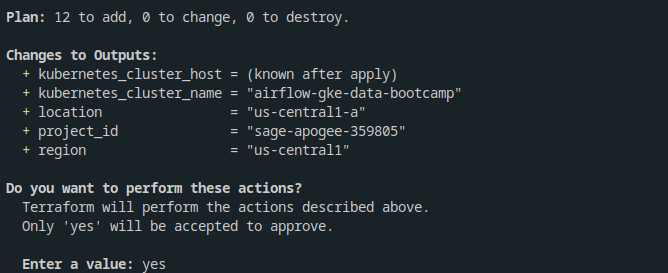 Plan: 12 to add, 0 to change, 0 to destroy.
Changes to Outputs:
+ kubernetes_cluster_host = (known after apply)
+ kubernetes_cluster_name = "airflow-gke-data-bootcamp"
+ location                = "us-central1-a"
+ project_id              = "sage-apogee-359805"
+ region                  = "us-central1"
Do you want to perform these actions?
Terraform will perform the actions described above.
Only 'yes' will be accepted to approve.
Enter a value: yes